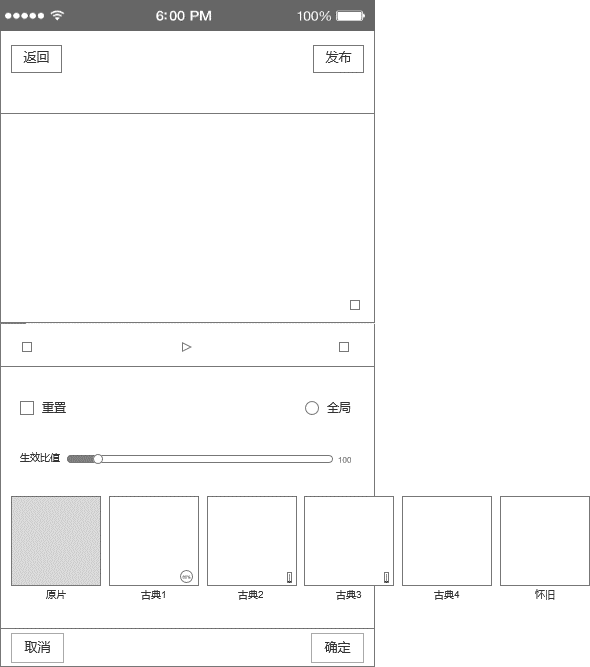 6:00 PM 100%
返回 发布
重置 全局
生效比值 100
原片 古典1 古典2 古典3 古典4 怀旧
取消 确定